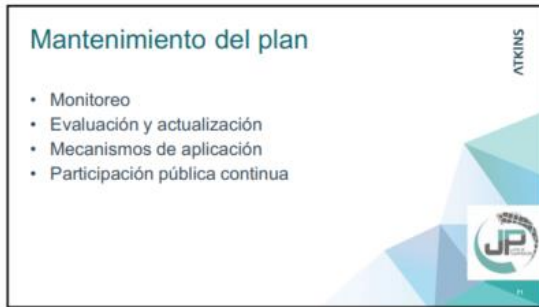 Mantenimiento del plan
ATKINS
• Monitoreo
• Evaluación y actualización
• Mecanismos de aplicación
• Participación pública continua
JP